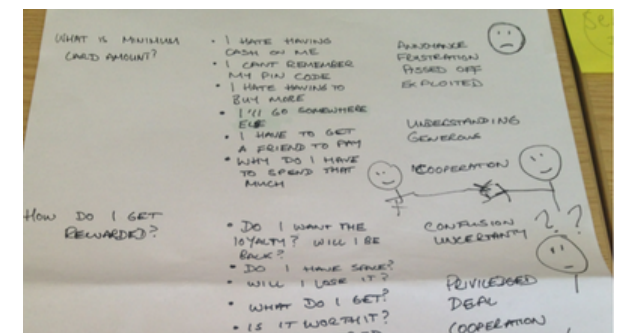 WHAT IS MINIMUM
CARD AMOUNT?
• I HATE HAVING
CASH ON ME
• I CANT REMEMBER
MY PIN CODE
• I HATE HAVING TO
BUY MORE
• I'LL GO SOMEWHERE
ELSE
• I HAVE TO GET
A FRIEND TO PAY
• WHY DO I HAVE
TO SPEND THAT
MUCH
ANNOYANCE
FRUSTRATION
PISSED OFF
EXPLOITED
UNDERSTANDING
GENEROUS
COOPERATION
HOW DO I GET
REWARDED?
• DO I WANT THE
LOYALTY? WILL I BE
BACK?
• DO I HAVE SPACE?
• WILL I LOSE IT?
• WHAT DO I GET?
• IS IT WORTH IT?
CONFUSION
UNCERTANTY
? ?
PRIVILEDGED
DEAL
COOPERATION